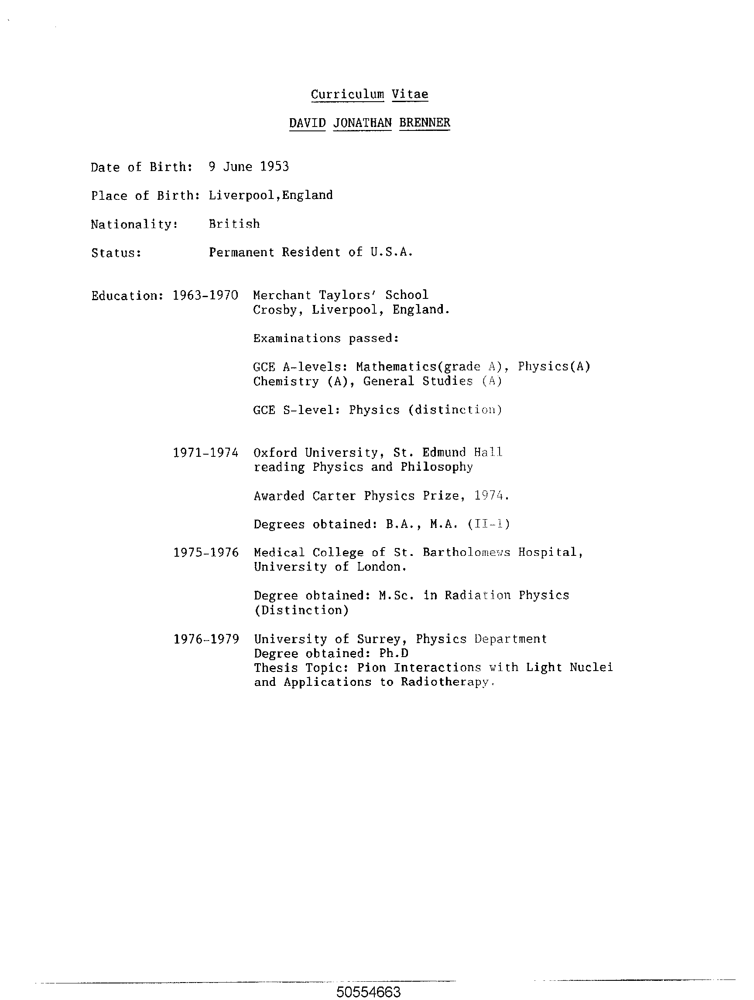 Curriculum Vitae
DAVID JONATHAN BRENNER
Date of Birth: 9 June 1953
Place of Birth: Liverpool,England
Nationality: British
Status: Permanent Resident of U.S.A.
Education: 1963-1970 Merchant Taylors' School
Crosby, Liverpool, England.
Examinations passed:
GCE A-levels: Mathematics(grade A), Physics(A)
Chemistry (A), General Studies (A)
GCE S-level: Physics (distinction)
1971-1974 Oxford University, St. Edmund Hall
reading Physics and Philosophy
Awarded Carter Physics Prize, 1974.
Degrees obtained: B.A., M.A. (II-1)
1975-1976 Medical College of St. Bartholomews Hospital,
University of London.
Degree obtained: M.Sc. in Radiation Physics
(Distinction)
1976-1979 University of Surrey, Physics Department
Degree obtained: Ph.D
Thesis Topic: Pion Interactions with Light Nuclei
and Applications to Radiotherapy.
50554663